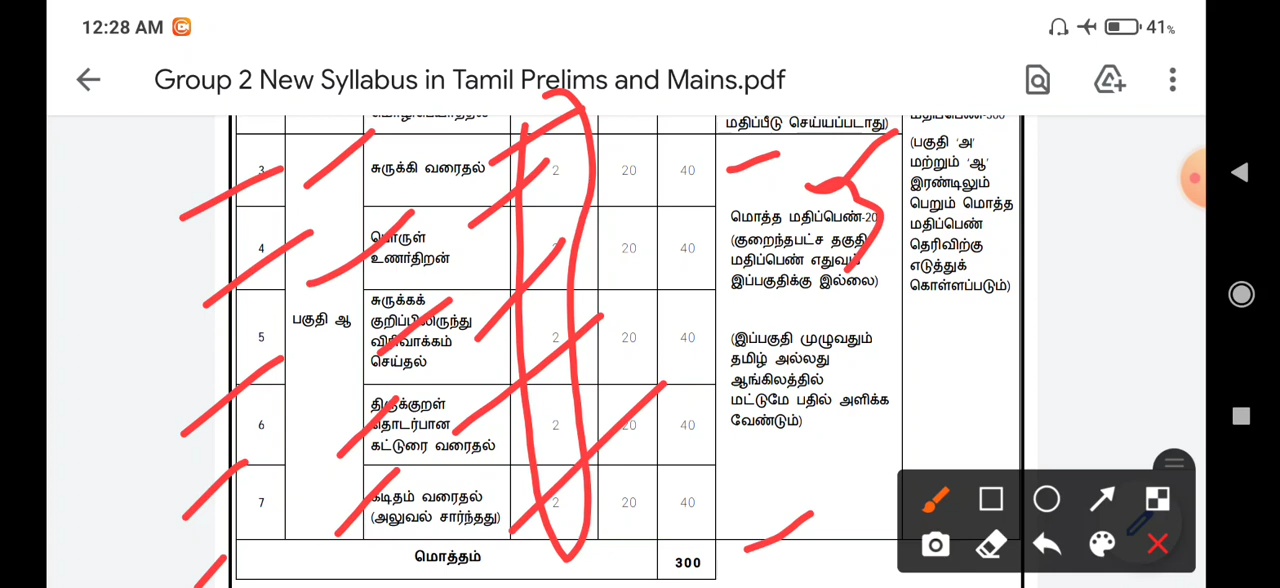 12:28 AM
41%
Group 2 New Syllabus in Tamil Prelims and Mains.pdf
மதிப்பீடு செய்யப்படாது)
3
சுருக்கி வரைதல்
2
20
40
4
பொருள்
உணர்திறன்
20
40
பகுதி ஆ
5
சுருக்கக்
குறிப்பிலிருந்து
விரிவாக்கம்
செய்தல்
2
20
40
6
திருக்குறள்
தொடர்பான
கட்டுரை வரைதல்
2
20
40
7
கடிதம் வரைதல்
(அலுவல் சார்ந்தது)
2
20
40
மொத்த மதிப்பெண்-20
(குறைந்தபட்ச தகுதி
மதிப்பெண் எதுவும்
இப்பகுதிக்கு இல்லை)
(இப்பகுதி முழுவதும்
தமிழ் அல்லது
ஆங்கிலத்தில்
மட்டுமே பதில் அளிக்க
வேண்டும்)
(பகுதி 'அ'
மற்றும் 'ஆ'
இரண்டிலும்
பெறும் மொத்த
மதிப்பெண்
தெரிவிற்கு
எடுத்துக்
கொள்ளப்படும்)
மொத்தம்
300